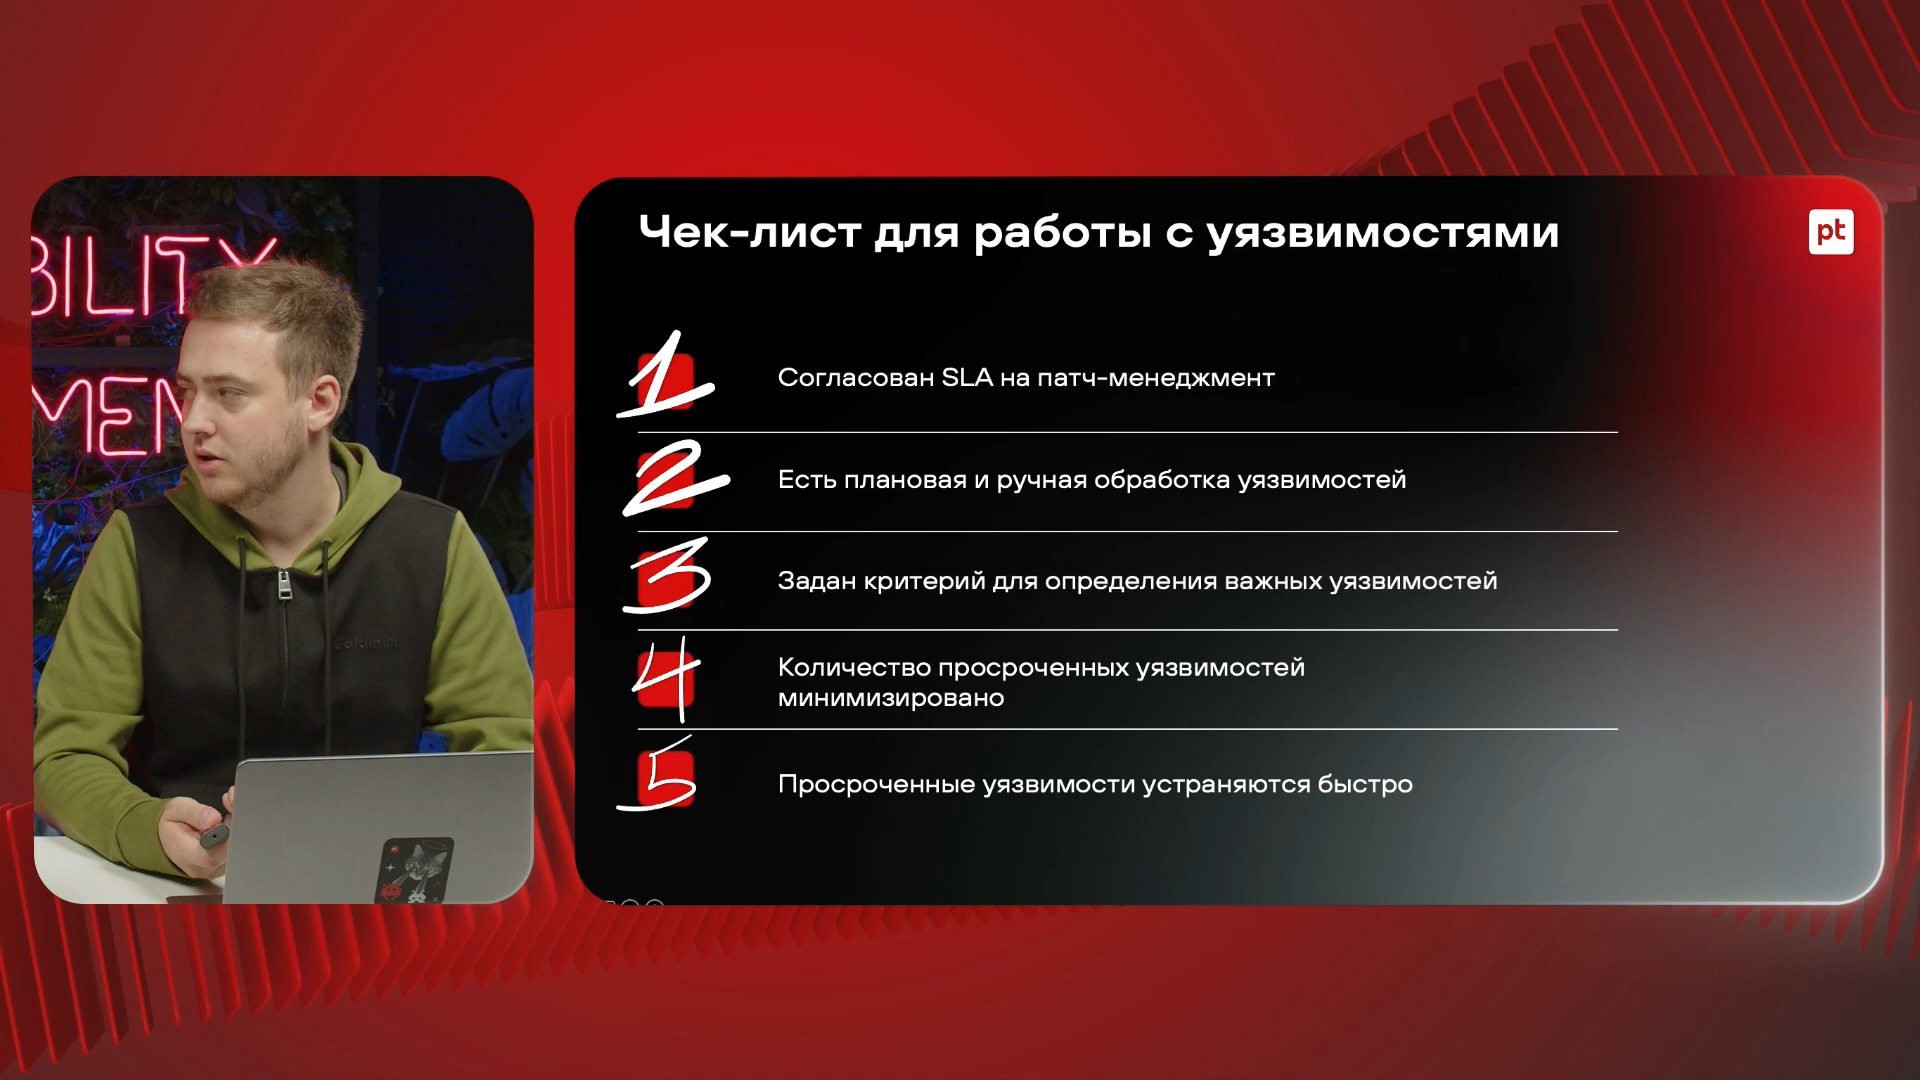 BILITY
MEN
Чек-лист для работы с уязвимостями
pt
1
Согласован SLA на патч-менеджмент
2
Есть плановая и ручная обработка уязвимостей
3
Задан критерий для определения важных уязвимостей
4
Количество просроченных уязвимостей
минимизировано
5
Просроченные уязвимости устраняются быстро